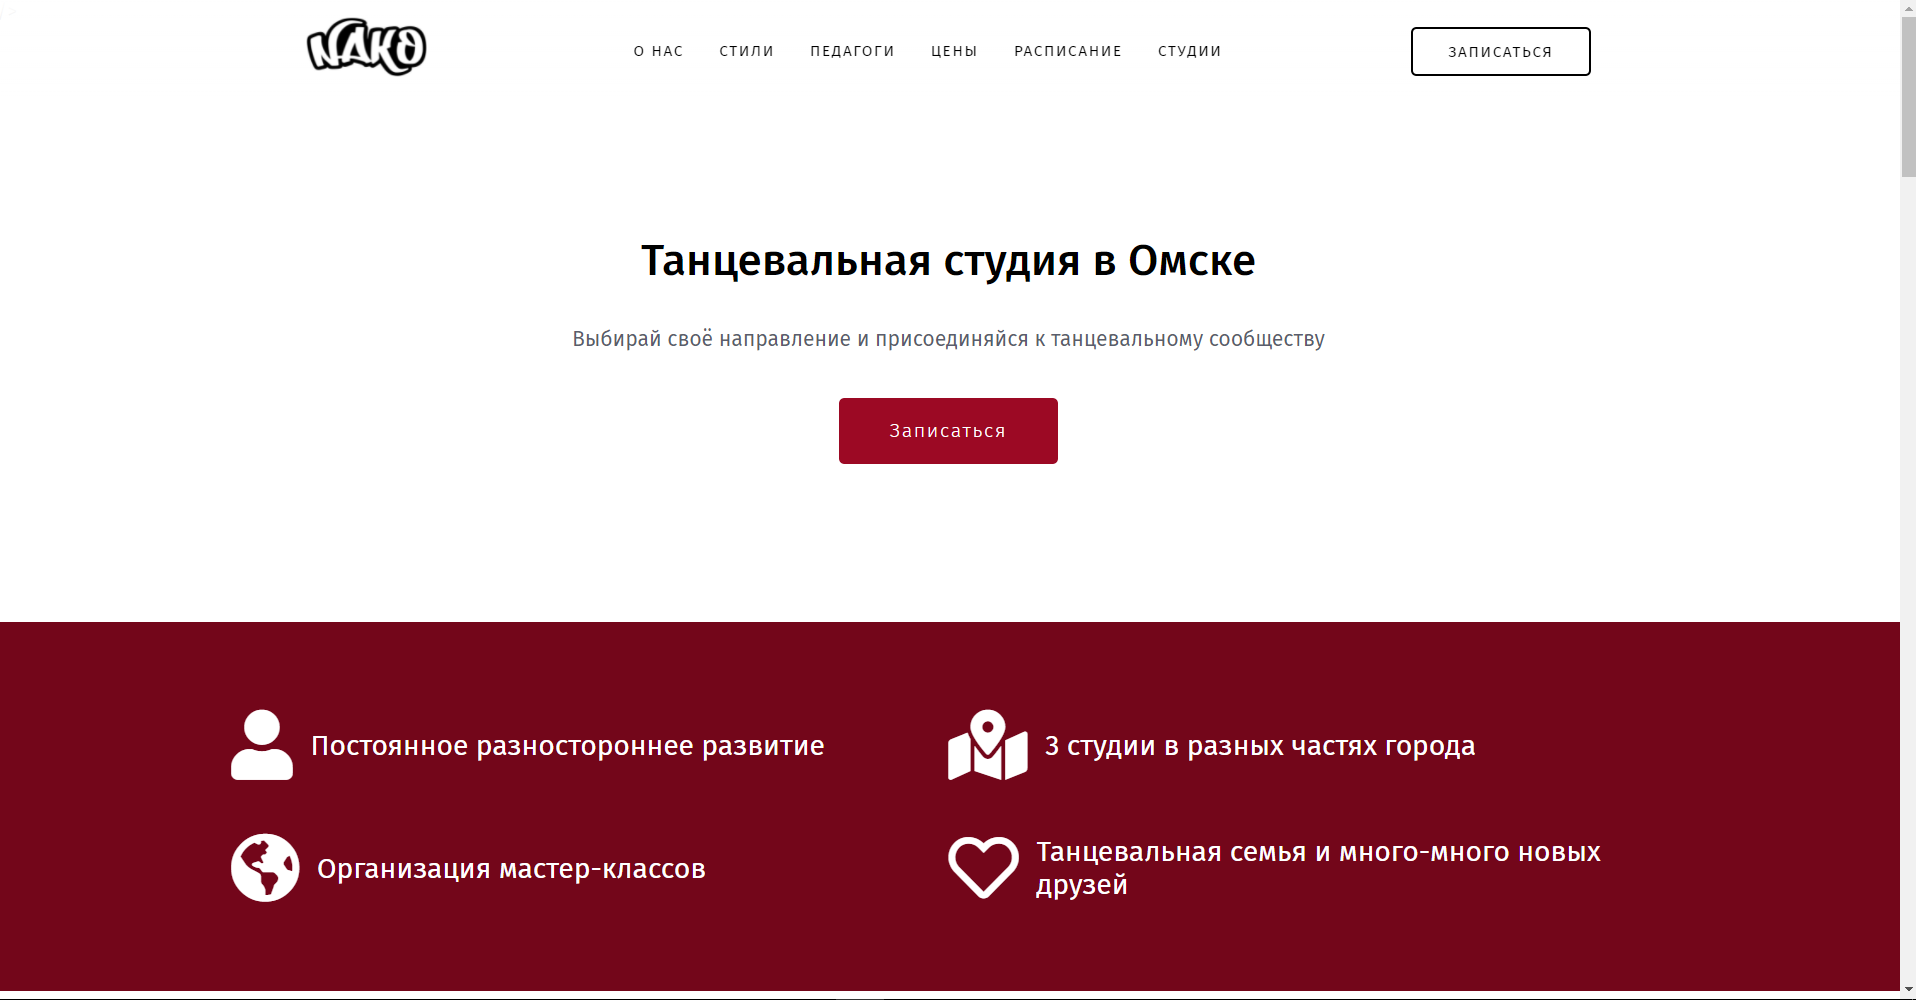 NAKO
О НАС
СТИЛИ
ПЕДАГОГИ
ЦЕНЫ
РАСПИСАНИЕ
СТУДИИ
ЗАПИСАТЬСЯ
Танцевальная студия в Омске
Выбирай своё направление и присоединяйся к танцевальному сообществу
Записаться
Постоянное разностороннее развитие
3 студии в разных частях города
Организация мастер-классов
Танцевальная семья и много-много новых
друзей